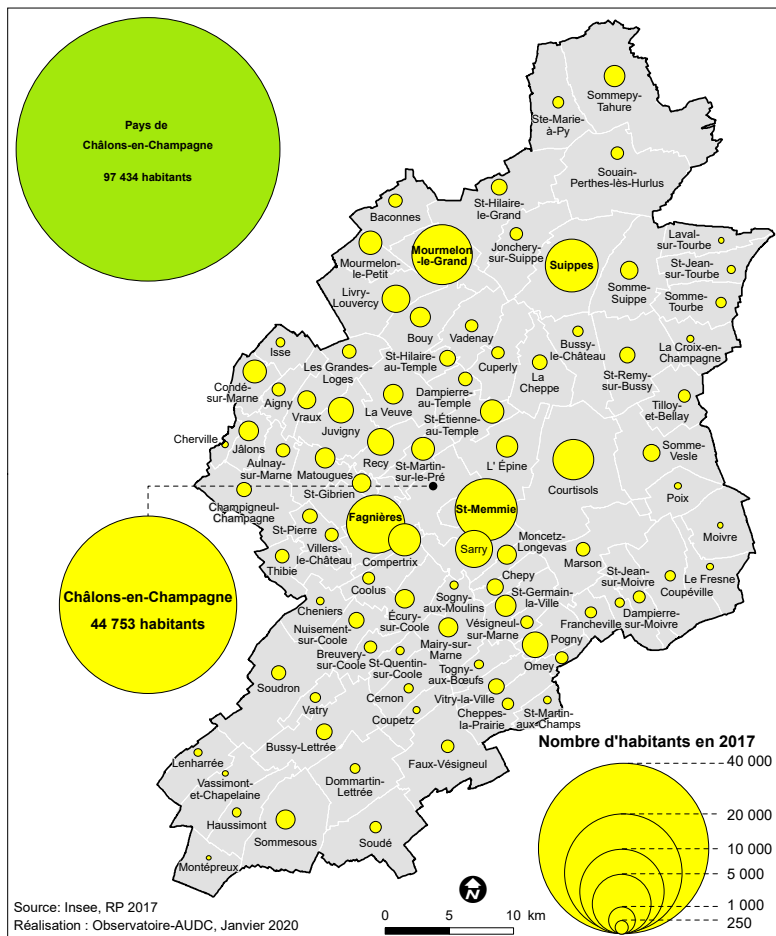 Pays de
Châlons-en-Champagne
97 434 habitants
Sommepy-
Tahure
Ste-Marie-
à-Py
Souain-
Perthes-lès-Hurlus
St-Hilaire-
le-Grand
Baconnes
Mourmelon-
le-Petit
Mourmelon
-le-Grand
Jonchery-
sur-Suippe
Suippes
Laval-
sur-Tourbe
St-Jean-
sur-Tourbe
Somme-
Suippe
Somme-
Tourbe
Livry-
Louvercy
Bouy
Vadenay
Bussy-
le-Château
La Croix-en-
Champagne
Isse
Les Grandes-
Loges
St-Hilaire-
au-Temple
Cuperly
La
Cheppe
St-Remy-
sur-Bussy
Condé-
sur-Marne
Aigny
Vraux
Juvigny
La Veuve
Dampierre-
au-Temple
St-Étienne-
au-Temple
Tilloy-
et-Bellay
Cherville
Jâlons
Aulnay-
sur-Marne
Matougues
Recy
St-Martin-
sur-le-Pré
L' Épine
Courtisols
Somme-
Vesle
Poix
Champigneul-
Champagne
St-Gibrien
St-Pierre
Fagnières
St-Memmie
Moivre
Villers-
le-Château
Compertrix
Sarry
Moncetz-
Longevas
Marson
Thibie
Coolus
Chepy
St-Jean-
sur-Moivre
Le Fresne
Coupéville
Cheniers
Sogny-
aux-Moulins
St-Germain-
la-Ville
Dampierre-
sur-Moivre
Francheville
Nuisement-
sur-Coole
Écury-
sur-Coole
Mairy-sur-
Marne
Vésigneul-
sur-Marne
Pogny
Breuvery-
sur-Coole
St-Quentin-
sur-Coole
Togny-
aux-Bœufs
Omey
Soudron
Cernon
Vitry-la-Ville
Vatry
Coupetz
Cheppes-
la-Prairie
St-Martin-
aux-Champs
Bussy-Lettrée
Faux-Vésigneul
Lenharrée
Vassimont-
et-Chapelaine
Dommartin-
Lettrée
Haussimont
Sommesous
Soudé
Montépreux
Châlons-en-Champagne
44 753 habitants
Nombre d'habitants en 2017
40 000
20 000
10 000
5 000
1 000
250
N
0 5 10 km
Source: Insee, RP 2017
Réalisation : Observatoire-AUDC, Janvier 2020